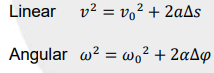 Linear v² = v₀² + 2aΔs
Angular ω² = ω₀² + 2αΔφ